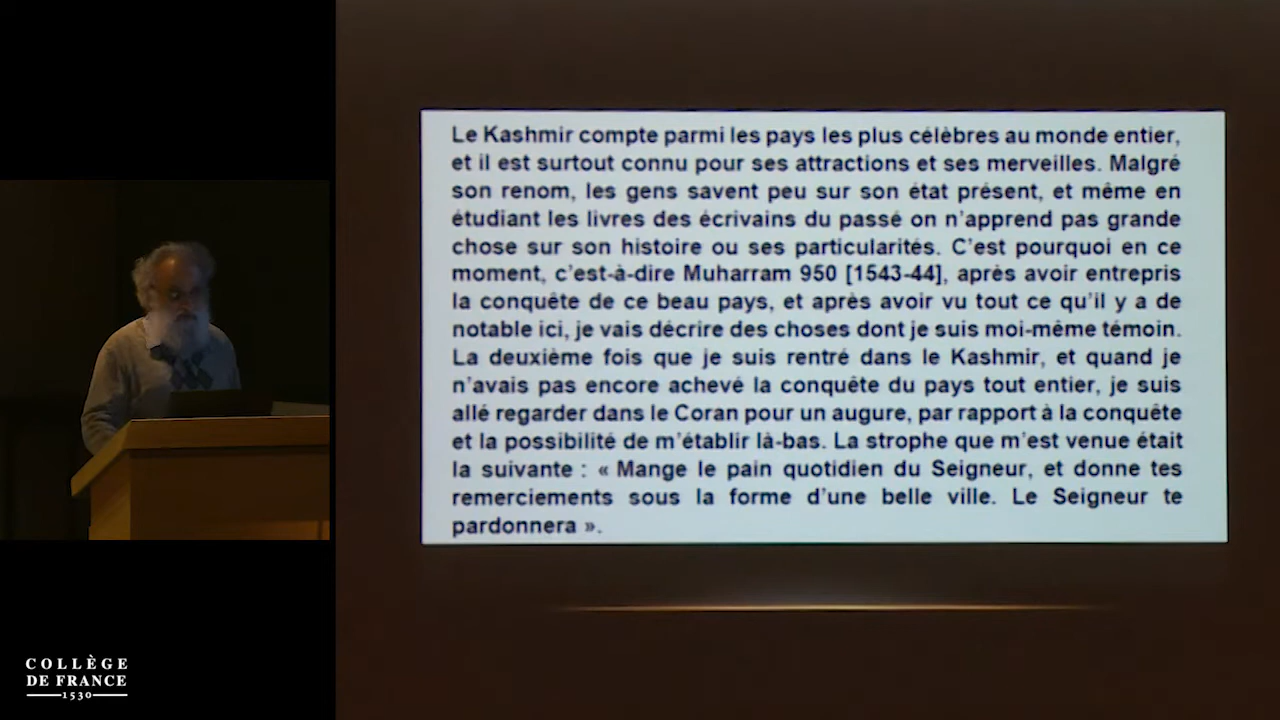 Le Kashmir compte parmi les pays les plus célèbres au monde entier,
et il est surtout connu pour ses attractions et ses merveilles. Malgré
son renom, les gens savent peu sur son état présent, et même en
étudiant les livres des écrivains du passé on n'apprend pas grande
chose sur son histoire ou ses particularités. C'est pourquoi en ce
moment, c'est-à-dire Muharram 950 [1543-44], après avoir entrepris
la conquête de ce beau pays, et après avoir vu tout ce qu'il y a de
notable ici, je vais décrire des choses dont je suis moi-même témoin.
La deuxième fois que je suis rentré dans le Kashmir, et quand je
n'avais pas encore achevé la conquête du pays tout entier, je suis
allé regarder dans le Coran pour un augure, par rapport à la conquête
et la possibilité de m'établir là-bas. La strophe que m'est venue était
la suivante : « Mange le pain quotidien du Seigneur, et donne tes
remerciements sous la forme d'une belle ville. Le Seigneur te
pardonnera ».
COLLÈGE
DE FRANCE
1530